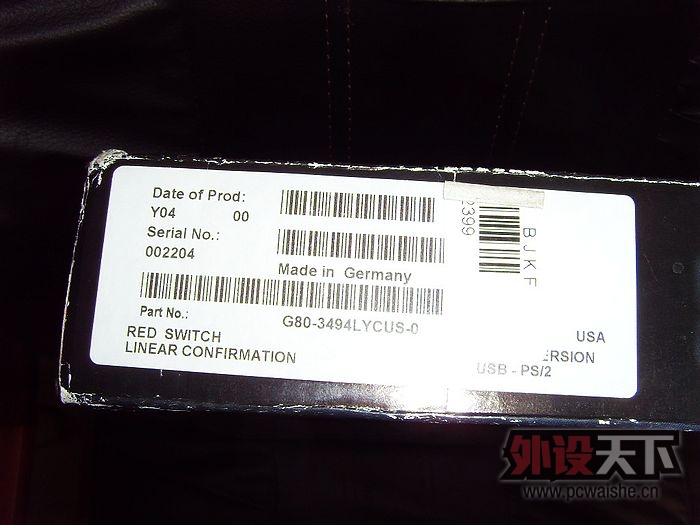 Date of Prod:
Y04 00
Serial No.:
002204
Made in Germany
Part No.: G80-3494LYCUS-0
RED SWITCH
LINEAR CONFIRMATION
USA
USB - PS/2
2399
BJKF
外设天下
www.pcwaishe.cn